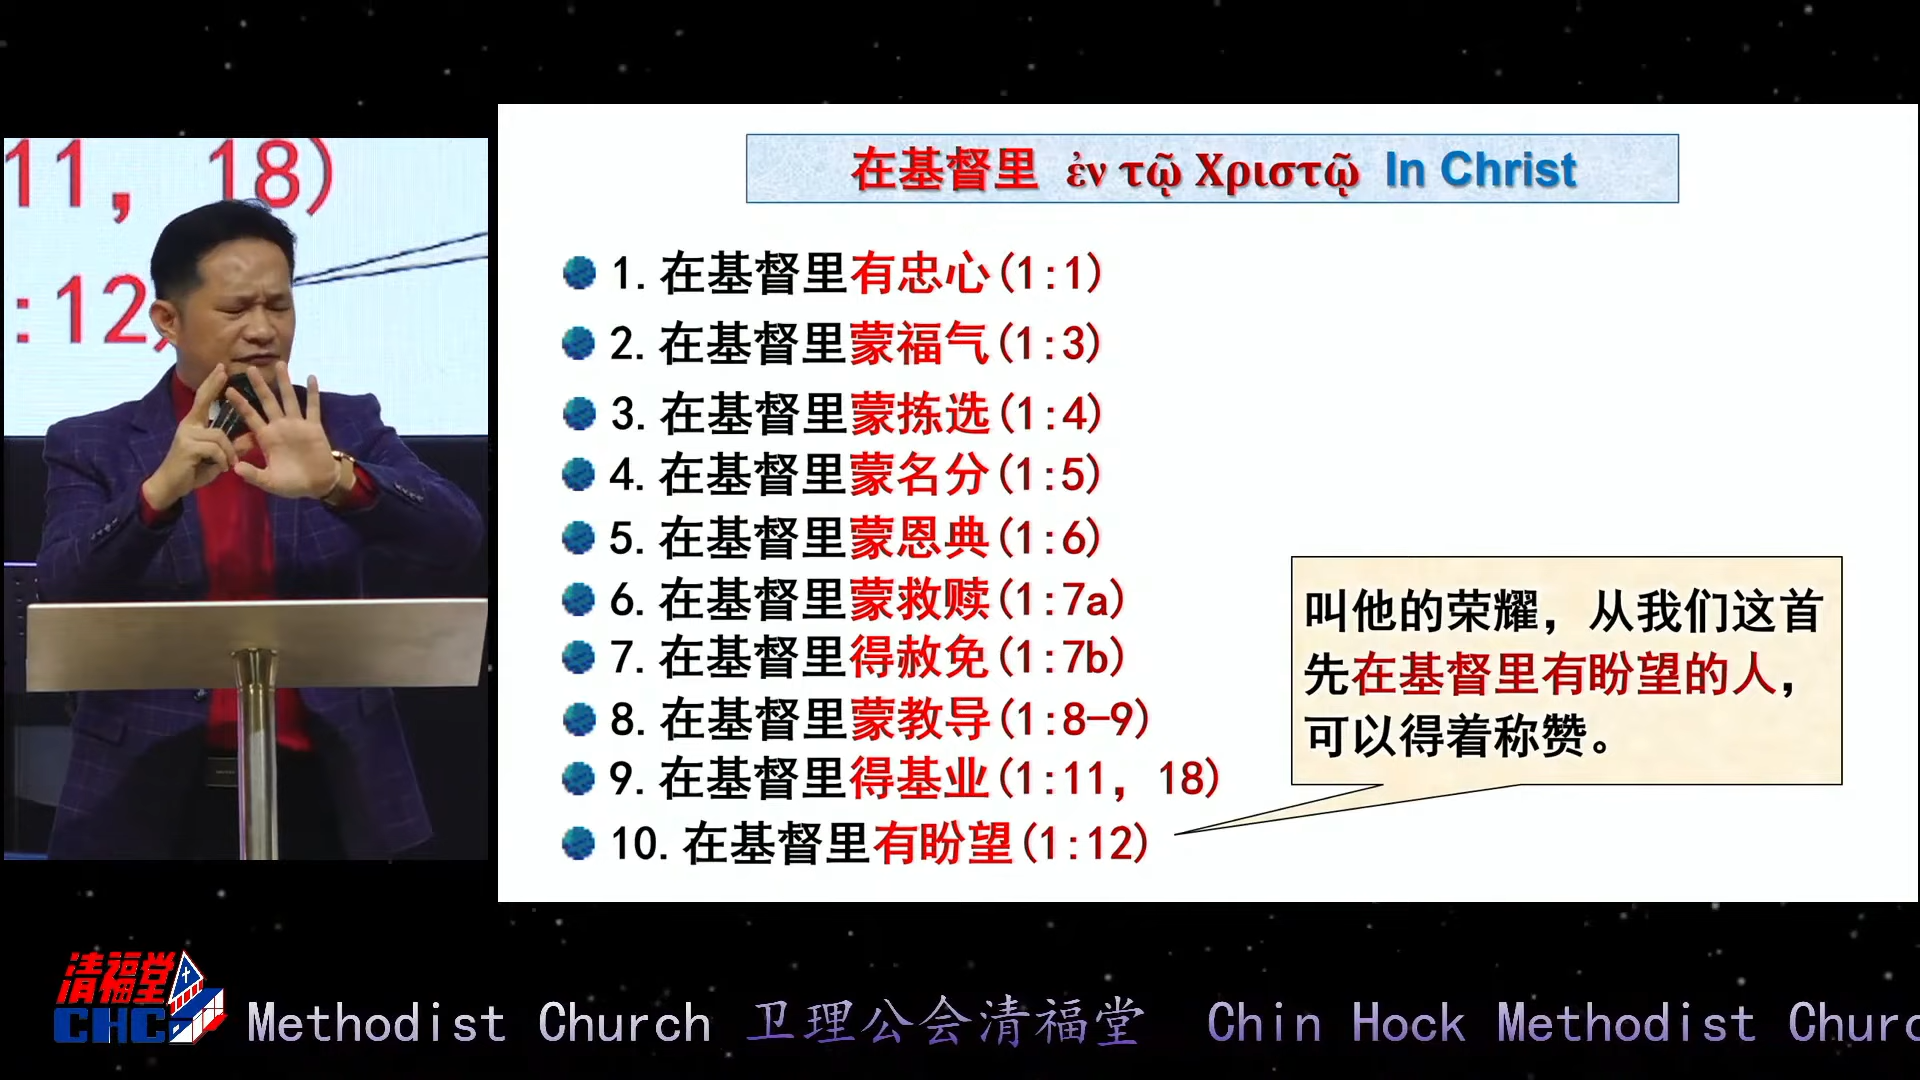 11，18)
:12)
在基督里 ἐν τῷ Χριστῷ In Christ
1.在基督里有忠心(1:1)
2.在基督里蒙福气(1:3)
3.在基督里蒙拣选(1:4)
4.在基督里蒙名分(1:5)
5.在基督里蒙恩典(1:6)
6.在基督里蒙救赎(1:7a)
7.在基督里得赦免(1:7b)
8.在基督里蒙教导(1:8-9)
9.在基督里得基业(1:11，18)
10.在基督里有盼望(1:12)
叫他的荣耀，从我们这首
先在基督里有盼望的人，
可以得着称赞。
清福堂
CHC
Methodist Church 卫理公会清福堂 Chin Hock Methodist Churc